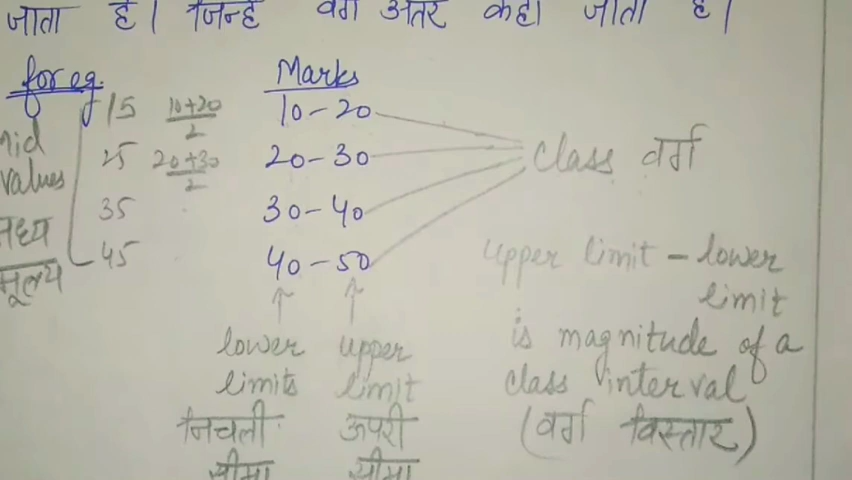 जाता है। जिन्हें वर्ग अंतर कहा जाता है।
for eg.
Marks
15 10+20/2 10-20
mid values 25 20+30/2 20-30 class वर्ग
35 30-40
मध्य मूल्य 45 40-50
upper limit - lower
limit
is magnitude of a
class interval
(वर्ग विस्तार)
lower upper
limits limit
निचली ऊपरी
सीमा सीमा